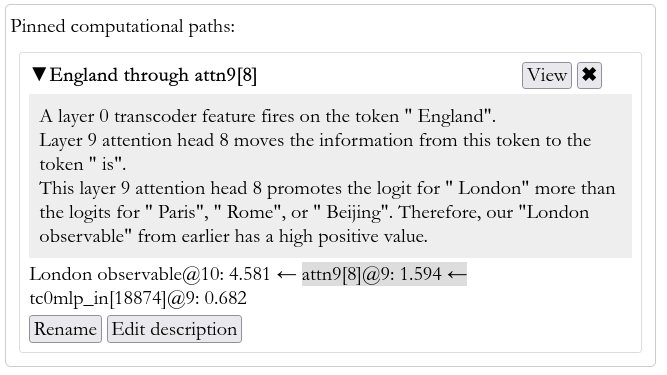 Pinned computational paths:
▼England through attn9[8]
View ✖
A layer 0 transcoder feature fires on the token " England".
Layer 9 attention head 8 moves the information from this token to the
token " is".
This layer 9 attention head 8 promotes the logit for " London" more than
the logits for " Paris", " Rome", or " Beijing". Therefore, our "London
observable" from earlier has a high positive value.
London observable@10: 4.581 ← attn9[8]@9: 1.594 ←
tc0mlp_in[18874]@9: 0.682
Rename Edit description